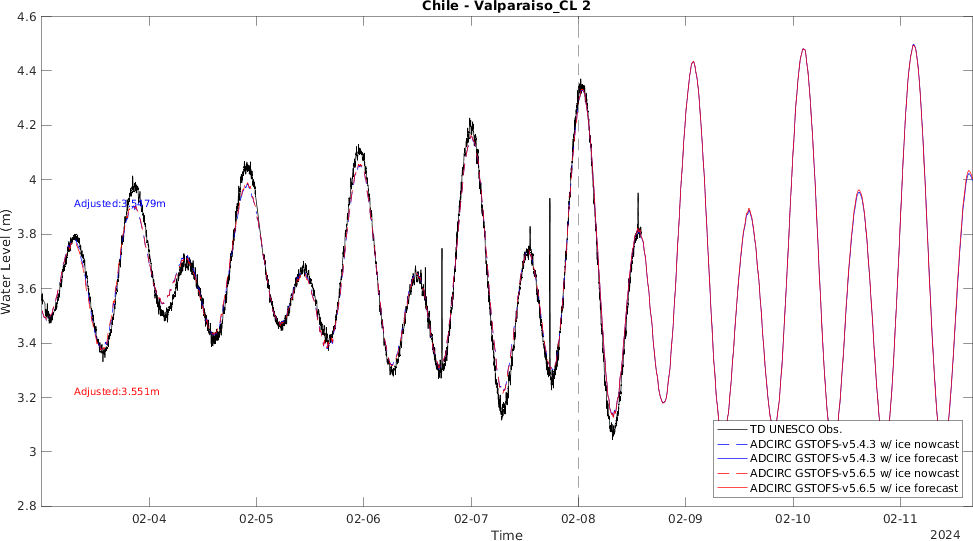 Chile - Valparaiso_CL 2
4.6
4.4
4.2
4
3.8
3.6
3.4
3.2
3
2.8
Water Level (m)
Adjusted:3.5479m
Adjusted:3.551m
TD UNESCO Obs.
ADCIRC GSTOFS-v5.4.3 w/ ice nowcast
ADCIRC GSTOFS-v5.4.3 w/ ice forecast
ADCIRC GSTOFS-v5.6.5 w/ ice nowcast
ADCIRC GSTOFS-v5.6.5 w/ ice forecast
02-04 02-05 02-06 02-07 02-08 02-09 02-10 02-11
Time
2024